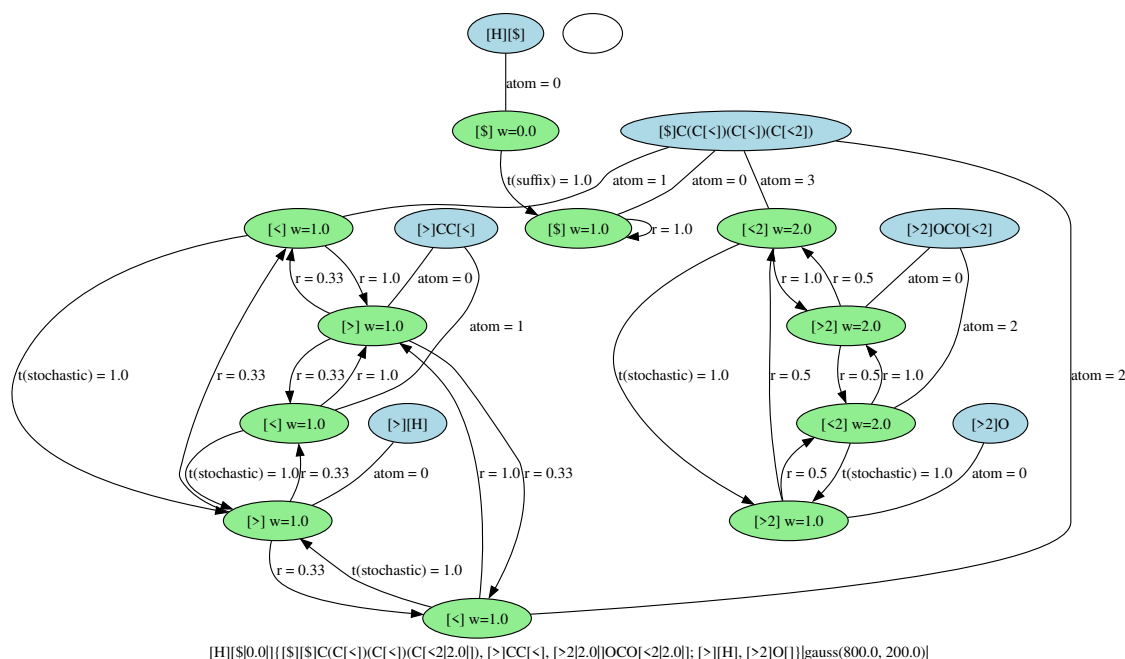 [H][$]
atom = 0
[$] w=0.0
[$]C(C[<])(C[<])(C[<2])
t(suffix) = 1.0
atom = 1
atom = 0
atom = 3
[<] w=1.0
[>]CC[<]
[$] w=1.0
r = 1.0
[<2] w=2.0
[>2]OCO[<2]
r = 0.33
r = 1.0
atom = 0
r = 1.0
r = 0.5
atom = 0
[>] w=1.0
atom = 1
[>2] w=2.0
atom = 2
t(stochastic) = 1.0
r = 0.33
r = 0.33
r = 1.0
t(stochastic) = 1.0
r = 0.5
r = 0.5
r = 1.0
atom = 2
[<] w=1.0
[>][H]
[<2] w=2.0
[>2]O
t(stochastic) = 1.0
r = 0.33
atom = 0
r = 1.0
r = 0.33
r = 0.5
t(stochastic) = 1.0
atom = 0
[>] w=1.0
[>2] w=1.0
r = 0.33
t(stochastic) = 1.0
[<] w=1.0
[H][$|0.0|]{[$][$]C(C[<])(C[<])(C[<2|2.0|]), [>]CC[<], [>2|2.0|]OCO[<2|2.0|]; [>][H], [>2]O[]}|gauss(800.0, 200.0)|